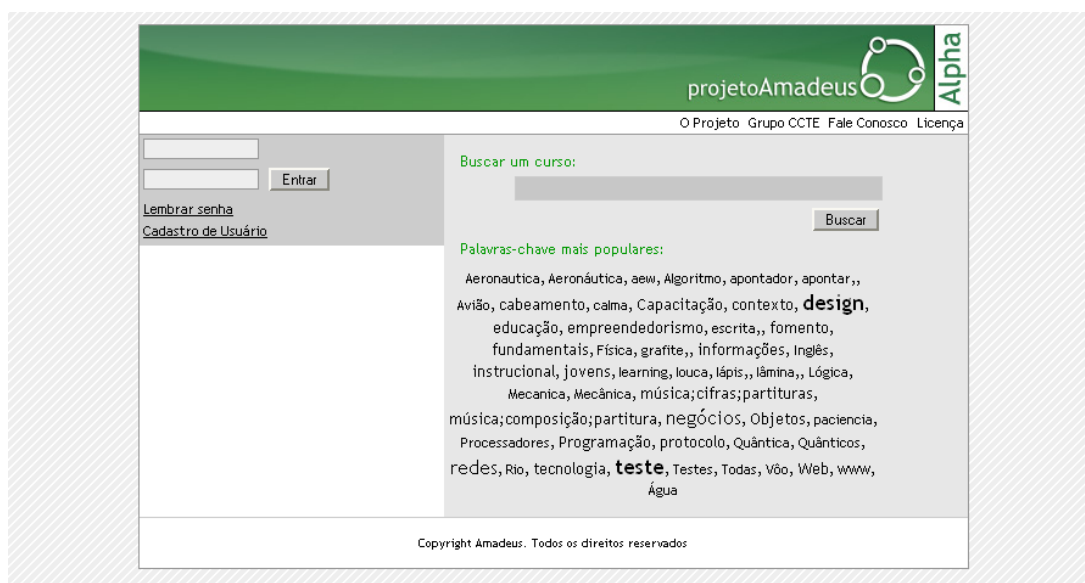 projetoAmadeus
Alpha
O Projeto Grupo CCTE Fale Conosco Licença
Entrar
Lembrar senha
Cadastro de Usuário
Buscar um curso:
Buscar
Palavras-chave mais populares:
Aeronautica, Aeronáutica, aew, Algoritmo, apontador, apontar,,
Avião, cabeamento, calma, Capacitação, contexto, design,
educação, empreendedorismo, escrita,, fomento,
fundamentais, Física, grafite,, informações, Inglês,
instrucional, jovens, learning, louca, lápis,, lâmina,, Lógica,
Mecanica, Mecânica, música;cifras;partituras,
música;composição;partitura, negócios, Objetos, paciencia,
Processadores, Programação, protocolo, Quântica, Quânticos,
redes, Rio, tecnologia, teste, Testes, Todas, Vôo, Web, www,
Água
Copyright Amadeus. Todos os direitos reservados